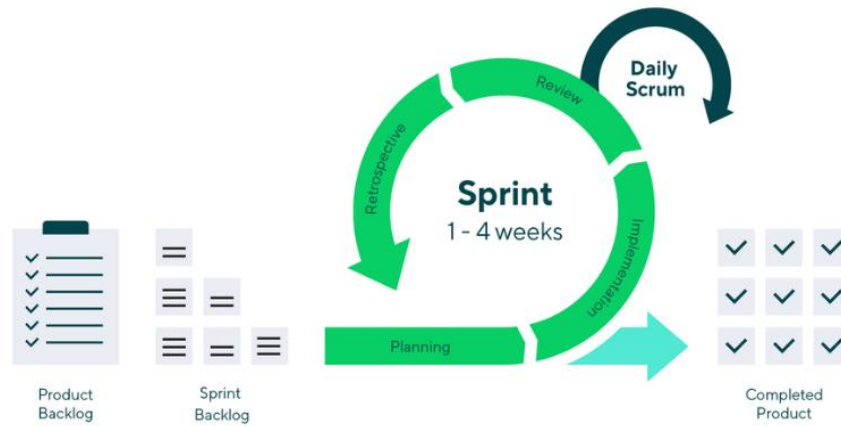 Daily
Scrum
Review
Retrospective
Sprint
1 - 4 weeks
Implementation
Planning
Product
Backlog
Sprint
Backlog
Completed
Product